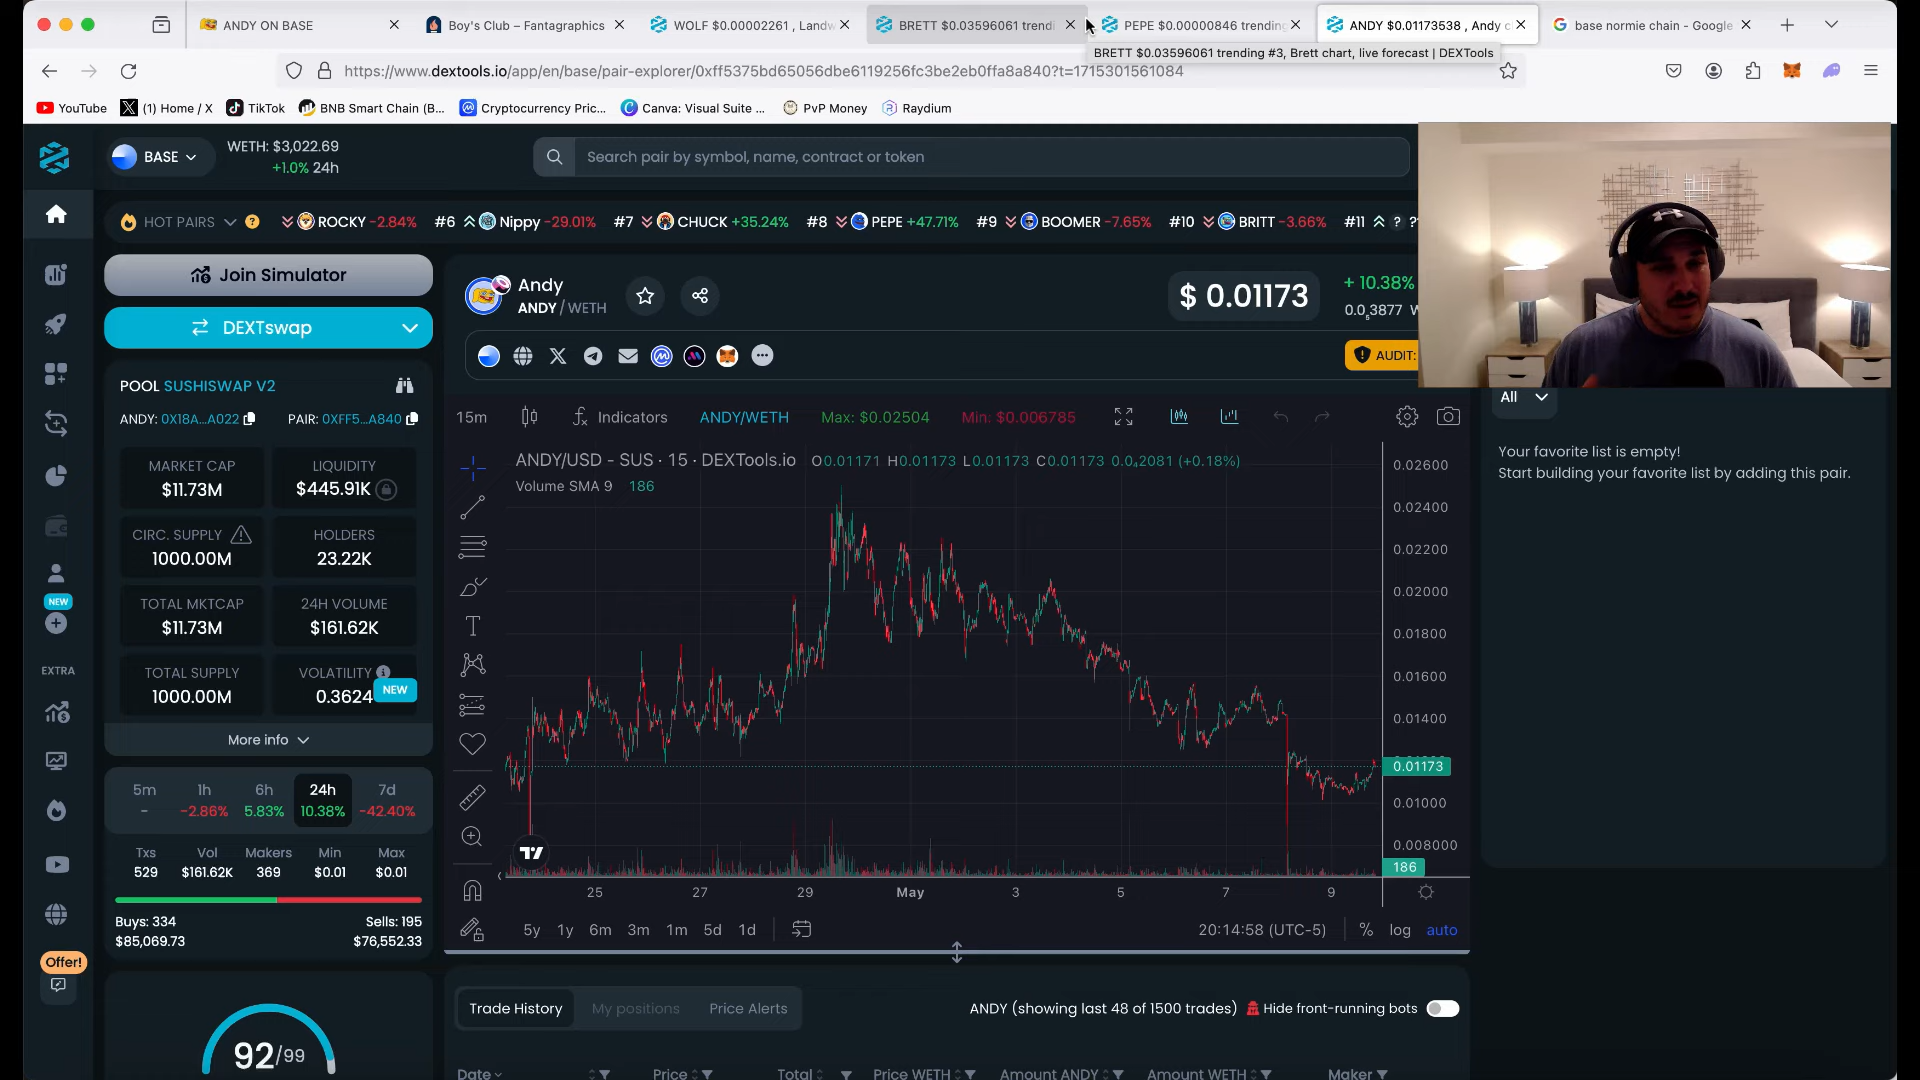 ANDY ON BASE
Boy's Club – Fantagraphics
WOLF $0.00002261 , Landw
BRETT $0.03596061 trendi
PEPE $0.00000846 trending
ANDY $0.01173538 , Andy c
base normie chain - Google
BRETT $0.03596061 trending #3, Brett chart, live forecast | DEXTools
https://www.dextools.io/app/en/base/pair-explorer/0xff5375bd65056dbe6119256fc3be2eb0ffa8a840?t=1715301561084
YouTube
(1) Home / X
TikTok
BNB Smart Chain (B...
Cryptocurrency Pric...
Canva: Visual Suite ...
PvP Money
Raydium
BASE
WETH: $3,022.69
+1.0% 24h
Search pair by symbol, name, contract or token
HOT PAIRS ?
ROCKY -2.84%
#6 Nippy -29.01%
#7 CHUCK +35.24%
#8 PEPE +47.71%
#9 BOOMER -7.65%
#10 BRITT -3.66%
#11 ? ?
Join Simulator
DEXTswap
POOL SUSHISWAP V2
ANDY: 0X18A...A022
PAIR: 0XFF5...A840
MARKET CAP
$11.73M
LIQUIDITY
$445.91K
CIRC. SUPPLY
1000.00M
HOLDERS
23.22K
TOTAL MKTCAP
$11.73M
24H VOLUME
$161.62K
TOTAL SUPPLY
1000.00M
VOLATILITY
0.3624
NEW
More info
NEW
EXTRA
Offer!
5m
-
1h
-2.86%
6h
5.83%
24h
10.38%
7d
-42.40%
Txs
529
Vol
$161.62K
Makers
369
Min
$0.01
Max
$0.01
Buys: 334
$85,069.73
Sells: 195
$76,552.33
92/99
Andy
ANDY / WETH
$ 0.01173
+ 10.38%
0.0₅3877 W
AUDIT:
15m
Indicators
ANDY/WETH
Max: $0.02504
Min: $0.006785
ANDY/USD - SUS · 15 · DEXTools.io
O0.01171 H0.01173 L0.01173 C0.01173 0.0₄2081 (+0.18%)
Volume SMA 9 186
0.02600
0.02400
0.02200
0.02000
0.01800
0.01600
0.01400
0.01173
0.01000
0.008000
186
25
27
29
May
3
5
7
9
5y
1y
6m
3m
1m
5d
1d
20:14:58 (UTC-5)
%
log
auto
Trade History
My positions
Price Alerts
ANDY (showing last 48 of 1500 trades)
Hide front-running bots
Date
Price
Total
Price WETH
Amount ANDY
Amount WETH
Maker
All
Your favorite list is empty!
Start building your favorite list by adding this pair.